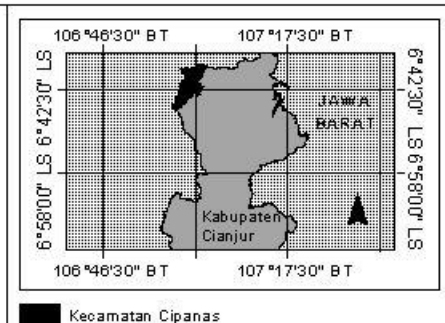 106 °46'30" BT 107 °17'30" BT
6°42'30" LS
6°58'00" LS
6°42'30" LS
6°58'00" LS
JAWA
BARAT
Kabupaten
Cianjur
106 °46'30" BT 107 °17'30" BT
Kecamatan Cipanas